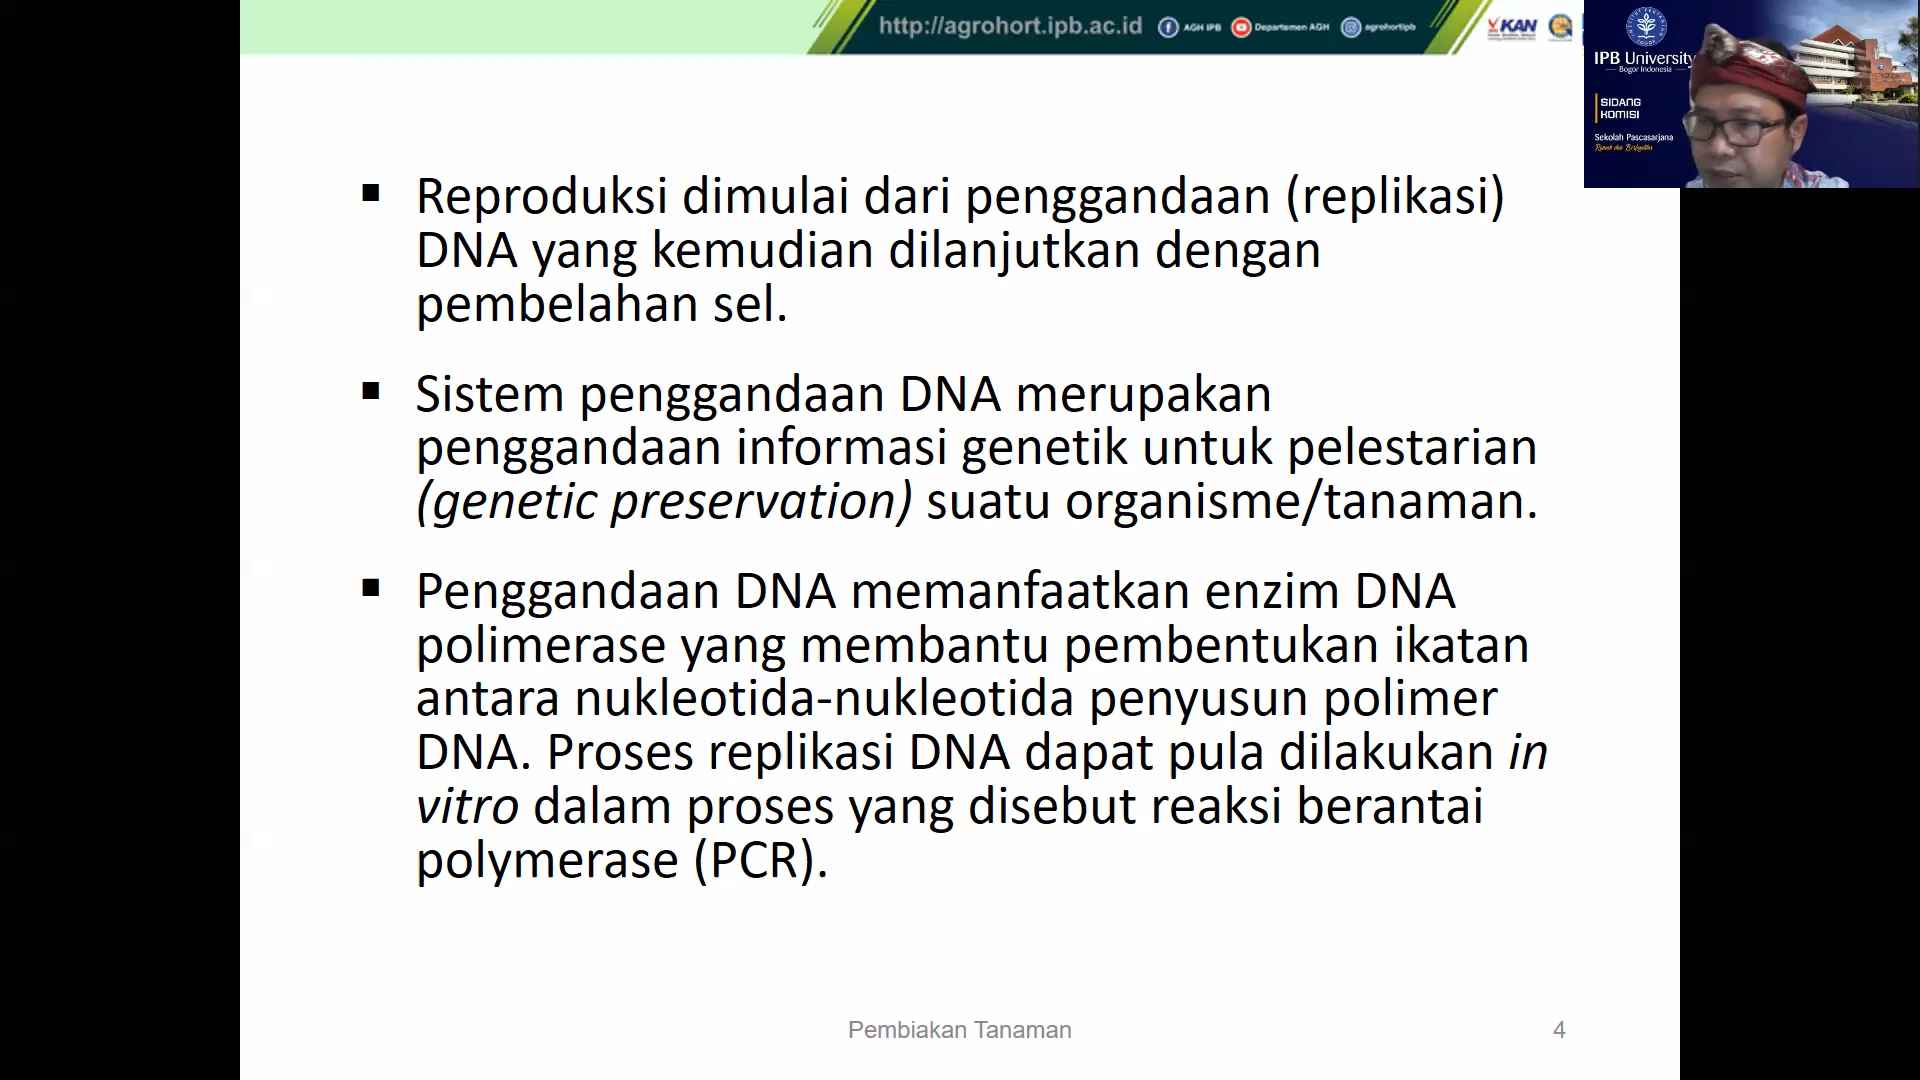 http://agrohort.ipb.ac.id
AGH IPB
Departemen AGH
agrohortipb
KAN
IPB University
Bogor Indonesia
SIDANG
KOMISI
Sekolah Pascasarjana
Reproduksi dimulai dari penggandaan (replikasi)
DNA yang kemudian dilanjutkan dengan
pembelahan sel.
Sistem penggandaan DNA merupakan
penggandaan informasi genetik untuk pelestarian
(genetic preservation) suatu organisme/tanaman.
Penggandaan DNA memanfaatkan enzim DNA
polimerase yang membantu pembentukan ikatan
antara nukleotida-nukleotida penyusun polimer
DNA. Proses replikasi DNA dapat pula dilakukan in
vitro dalam proses yang disebut reaksi berantai
polymerase (PCR).
Pembiakan Tanaman
4